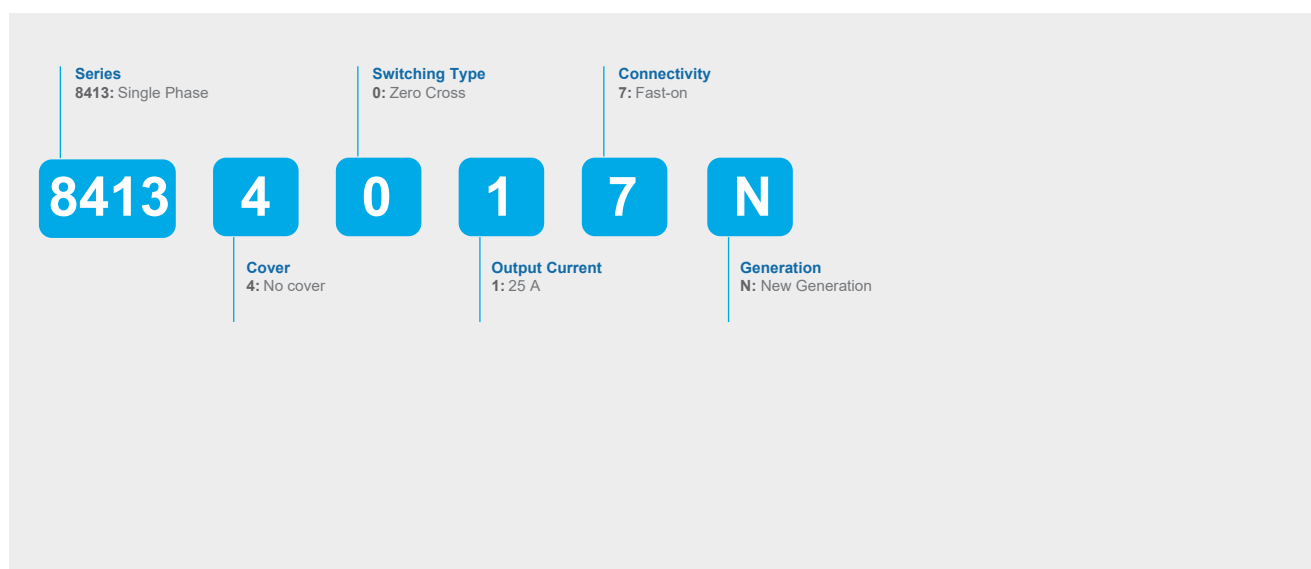 Series
8413: Single Phase
Switching Type
0: Zero Cross
Connectivity
7: Fast-on
8413 4 0 1 7 N
Cover
4: No cover
Output Current
1: 25 A
Generation
N: New Generation